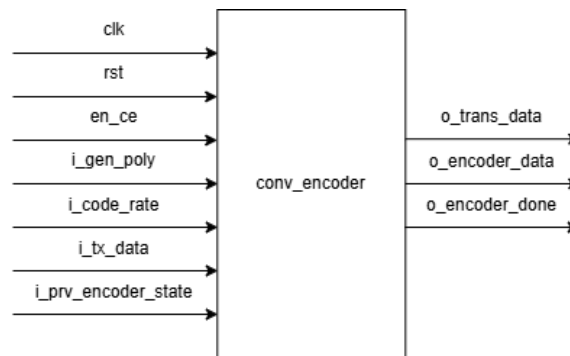 clk
rst
en_ce
i_gen_poly
i_code_rate
i_tx_data
i_prv_encoder_state
conv_encoder
o_trans_data
o_encoder_data
o_encoder_done